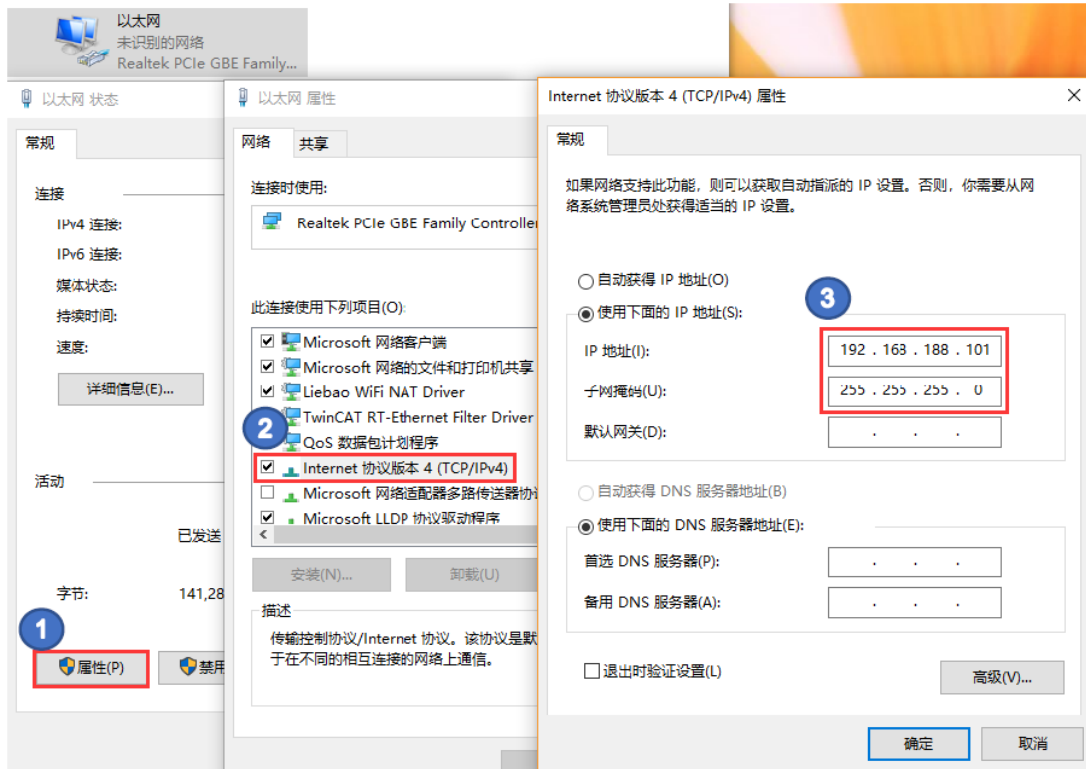 以太网
未识别的网络
Realtek PCIe GBE Family...
以太网 状态
常规
连接
IPv4 连接:
IPv6 连接:
媒体状态:
持续时间:
速度:
详细信息(E)...
活动
已发送
字节:
141,28
1
属性(P)
禁用
以太网 属性
网络
共享
连接时使用:
Realtek PCIe GBE Family Controller
此连接使用下列项目(O):
Microsoft 网络客户端
Microsoft 网络的文件和打印机共享
Liebao WiFi NAT Driver
TwinCAT RT-Ethernet Filter Driver
2
QoS 数据包计划程序
Internet 协议版本 4 (TCP/IPv4)
Microsoft 网络适配器多路传送器协议
Microsoft LLDP 协议驱动程序
安装(N)...
卸载(U)
描述
传输控制协议/Internet 协议。该协议是默
于在不同的相互连接的网络上通信。
Internet 协议版本 4 (TCP/IPv4) 属性
常规
如果网络支持此功能，则可以获取自动指派的 IP 设置。否则，你需要从网
络系统管理员处获得适当的 IP 设置。
自动获得 IP 地址(O)
3
使用下面的 IP 地址(S):
IP 地址(I):
192 . 168 . 188 . 101
子网掩码(U):
255 . 255 . 255 . 0
默认网关(D):
. . .
自动获得 DNS 服务器地址(B)
使用下面的 DNS 服务器地址(E):
首选 DNS 服务器(P):
. . .
备用 DNS 服务器(A):
. . .
退出时验证设置(L)
高级(V)...
确定
取消